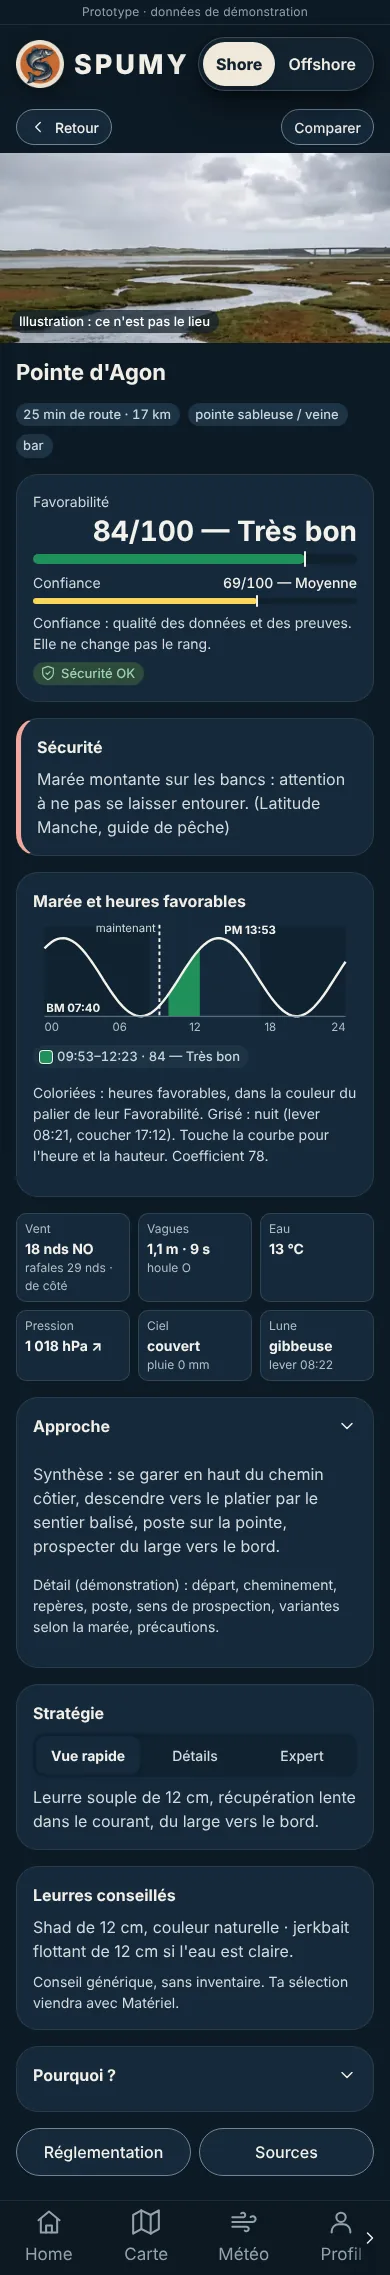 Prototype · données de démonstration
SPUMY
Shore
Offshore
Retour
Comparer
Illustration : ce n'est pas le lieu
Pointe d'Agon
25 min de route · 17 km
pointe sableuse / veine
bar
Favorabilité
84/100 — Très bon
Confiance
69/100 — Moyenne
Confiance : qualité des données et des preuves.
Elle ne change pas le rang.
Sécurité OK
Sécurité
Marée montante sur les bancs : attention
à ne pas se laisser entourer. (Latitude
Manche, guide de pêche)
Marée et heures favorables
maintenant
PM 13:53
BM 07:40
00
06
12
18
24
09:53–12:23 · 84 — Très bon
Coloriées : heures favorables, dans la couleur du
palier de leur Favorabilité. Grisé : nuit (lever
08:21, coucher 17:12). Touche la courbe pour
l'heure et la hauteur. Coefficient 78.
Vent
18 nds NO
rafales 29 nds ·
de côté
Vagues
1,1 m · 9 s
houle O
Eau
13 °C
Pression
1 018 hPa ↗
Ciel
couvert
pluie 0 mm
Lune
gibbeuse
lever 08:22
Approche
Synthèse : se garer en haut du chemin
côtier, descendre vers le platier par le
sentier balisé, poste sur la pointe,
prospecter du large vers le bord.
Détail (démonstration) : départ, cheminement,
repères, poste, sens de prospection, variantes
selon la marée, précautions.
Stratégie
Vue rapide
Détails
Expert
Leurre souple de 12 cm, récupération lente
dans le courant, du large vers le bord.
Leurres conseillés
Shad de 12 cm, couleur naturelle · jerkbait
flottant de 12 cm si l'eau est claire.
Conseil générique, sans inventaire. Ta sélection
viendra avec Matériel.
Pourquoi ?
Réglementation
Sources
Home
Carte
Météo
Profil